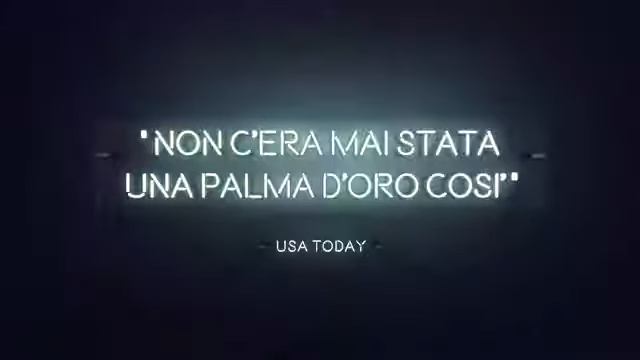 "NON C'ERA MAI STATA
UNA PALMA D'ORO COSI'"
USA TODAY